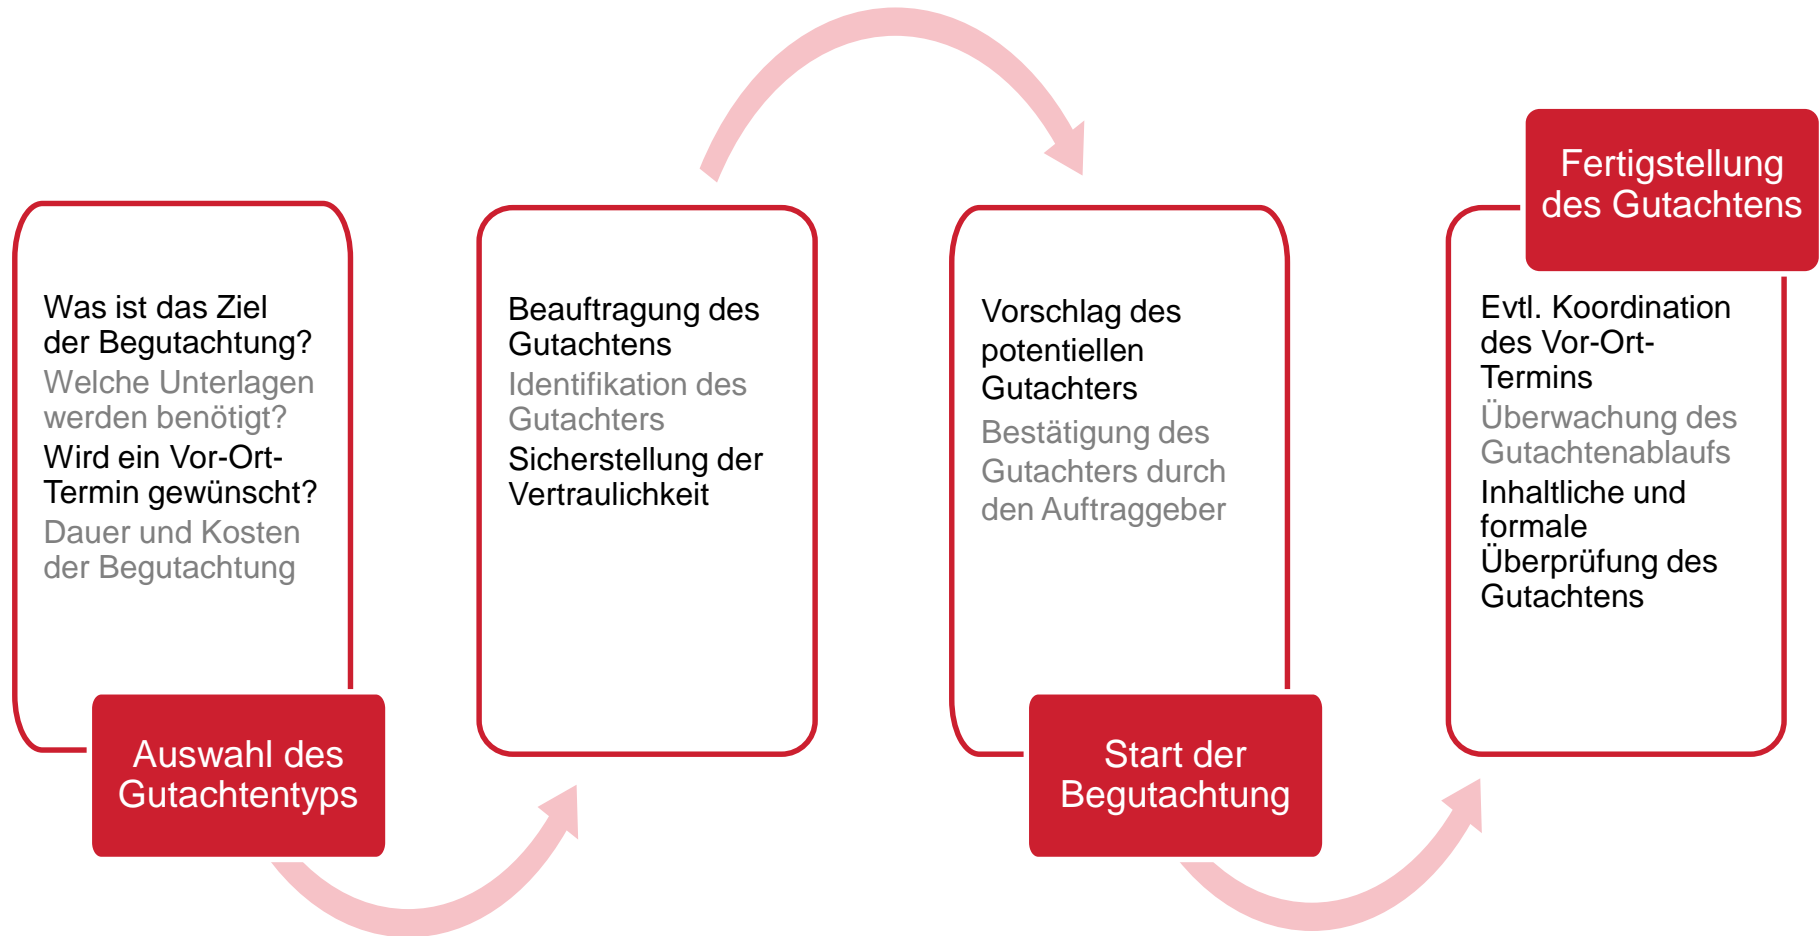 Was ist das Ziel
der Begutachtung?
Welche Unterlagen
werden benötigt?
Wird ein Vor-Ort-
Termin gewünscht?
Dauer und Kosten
der Begutachtung
Auswahl des
Gutachtentyps
Beauftragung des
Gutachtens
Identifikation des
Gutachters
Sicherstellung der
Vertraulichkeit
Vorschlag des
potentiellen
Gutachters
Bestätigung des
Gutachters durch
den Auftraggeber
Start der
Begutachtung
Fertigstellung
des Gutachtens
Evtl. Koordination
des Vor-Ort-
Termins
Überwachung des
Gutachtenablaufs
Inhaltliche und
formale
Überprüfung des
Gutachtens